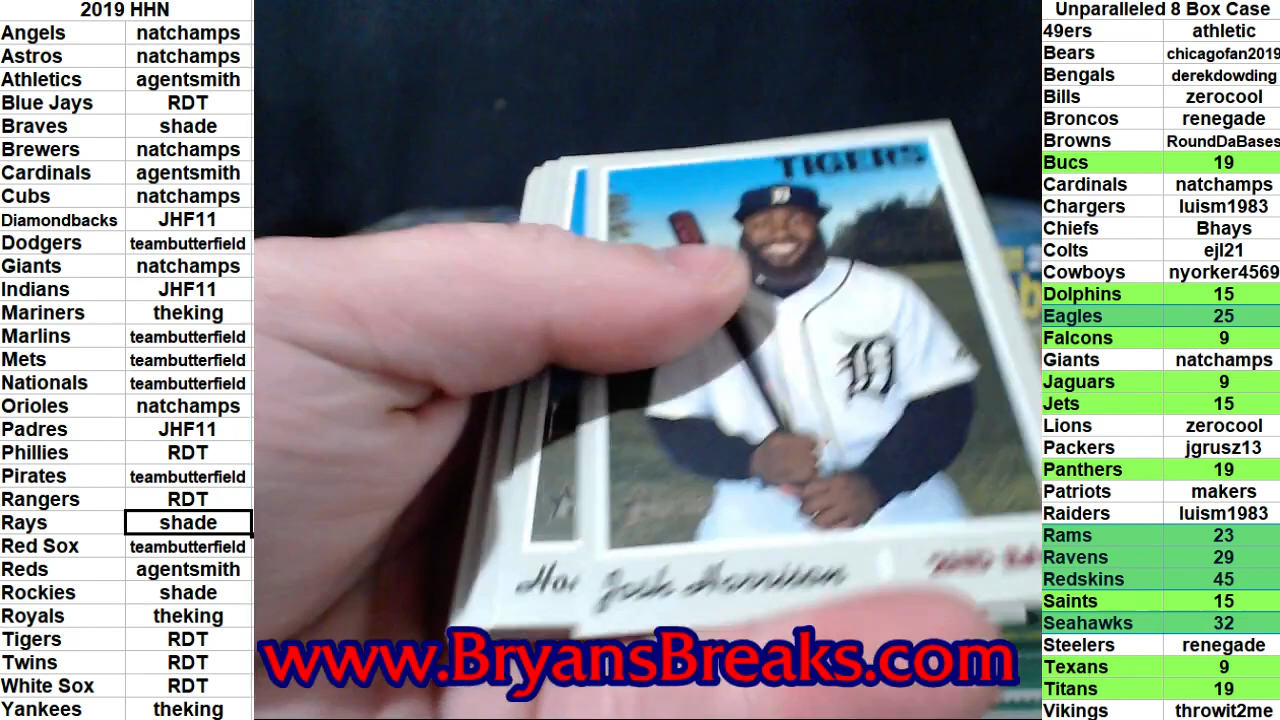 2019 HHN
Angels natchamps
Astros natchamps
Athletics agentsmith
Blue Jays RDT
Braves shade
Brewers natchamps
Cardinals agentsmith
Cubs natchamps
Diamondbacks JHF11
Dodgers teambutterfield
Giants natchamps
Indians JHF11
Mariners theking
Marlins teambutterfield
Mets teambutterfield
Nationals teambutterfield
Orioles natchamps
Padres JHF11
Phillies RDT
Pirates teambutterfield
Rangers RDT
Rays shade
Red Sox teambutterfield
Reds agentsmith
Rockies shade
Royals theking
Tigers RDT
Twins RDT
White Sox RDT
Yankees theking
TIGERS
Josh Harrison
www.BryansBreaks.com
Unparalleled 8 Box Case
49ers athletic
Bears chicagofan2019
Bengals derekdowding
Bills zerocool
Broncos renegade
Browns RoundDaBases
Bucs 19
Cardinals natchamps
Chargers luism1983
Chiefs Bhays
Colts ejl21
Cowboys nyorker4569
Dolphins 15
Eagles 25
Falcons 9
Giants natchamps
Jaguars 9
Jets 15
Lions zerocool
Packers jgrusz13
Panthers 19
Patriots makers
Raiders luism1983
Rams 23
Ravens 29
Redskins 45
Saints 15
Seahawks 32
Steelers renegade
Texans 9
Titans 19
Vikings throwit2me